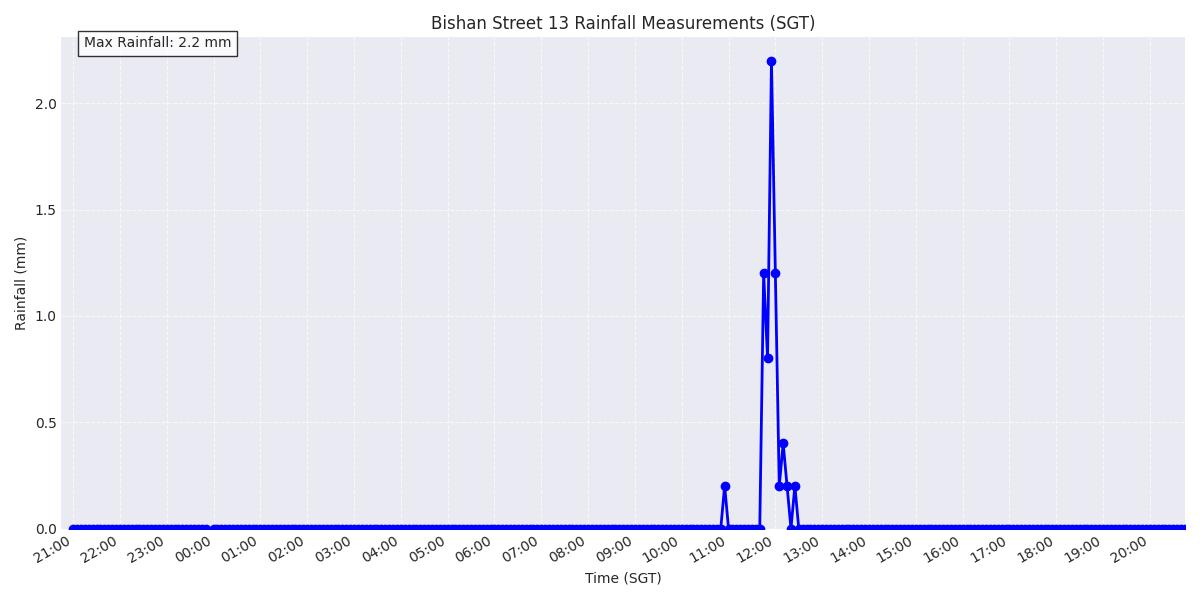 Bishan Street 13 Rainfall Measurements (SGT)
Max Rainfall: 2.2 mm
2.0
1.5
1.0
0.5
0.0
Rainfall (mm)
21:00 22:00 23:00 00:00 01:00 02:00 03:00 04:00 05:00 06:00 07:00 08:00 09:00 10:00 11:00 12:00 13:00 14:00 15:00 16:00 17:00 18:00 19:00 20:00
Time (SGT)